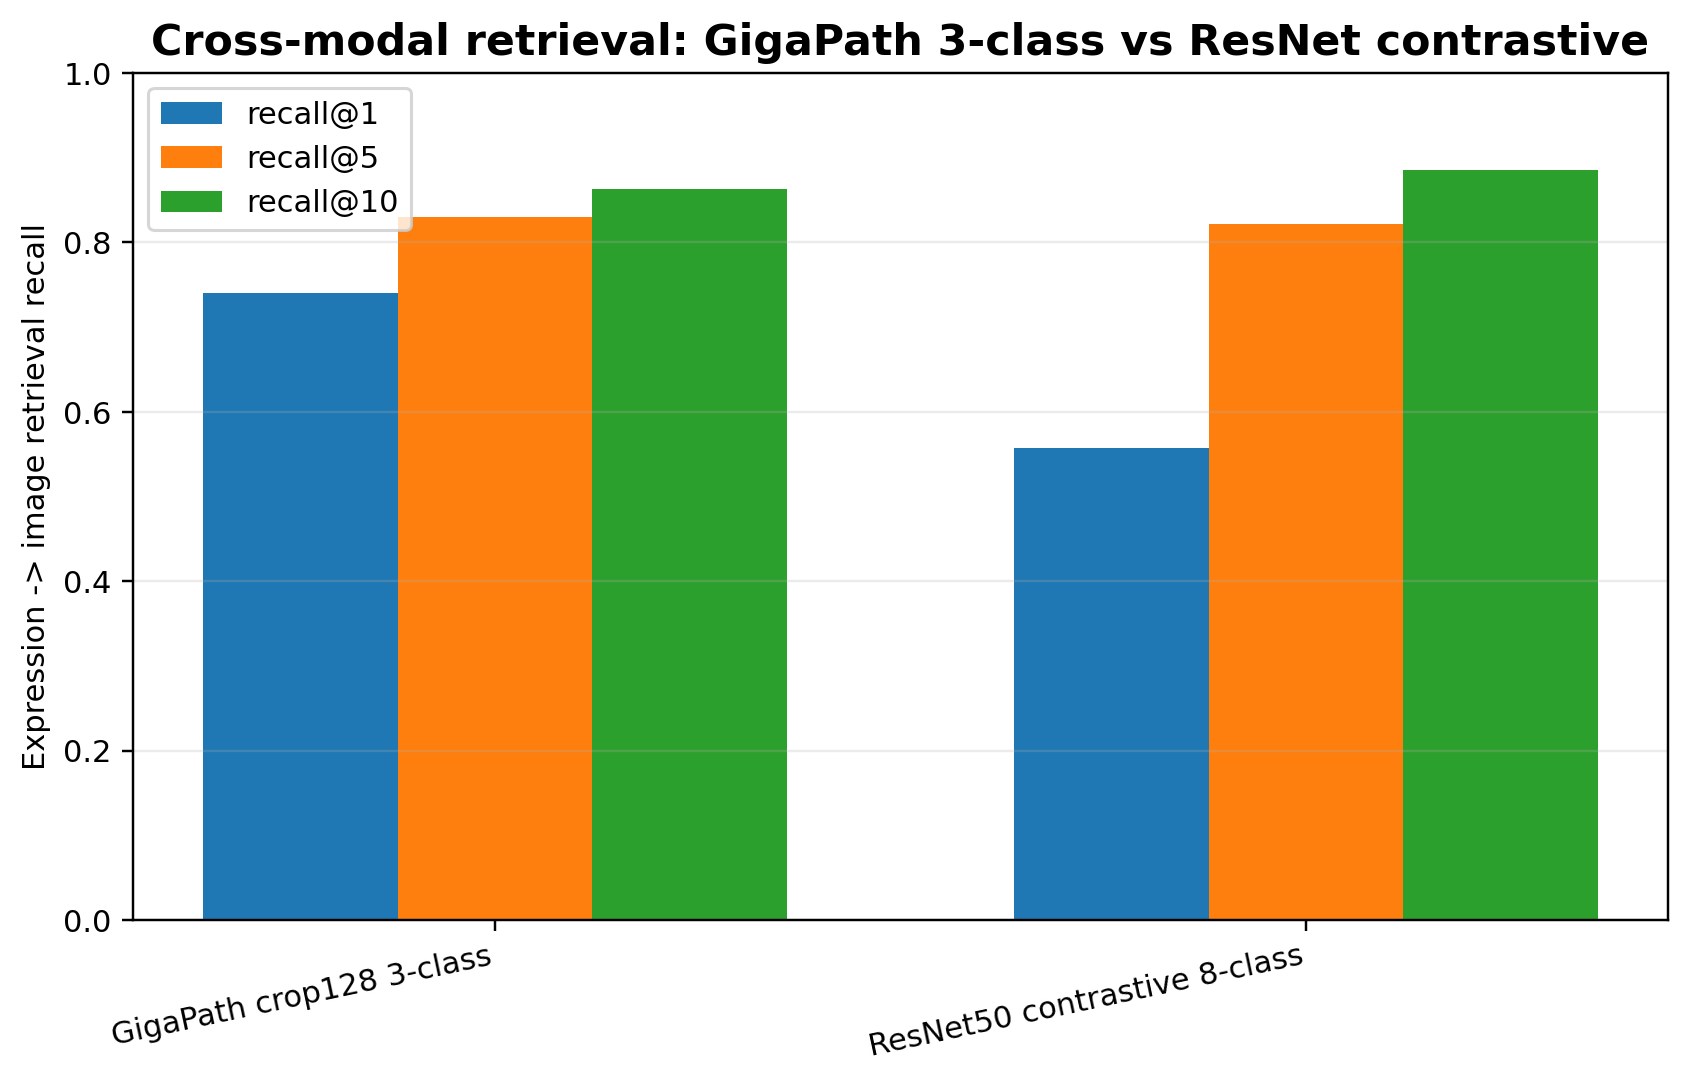 Cross-modal retrieval: GigaPath 3-class vs ResNet contrastive
1.0
recall@1
recall@5
recall@10
0.8
0.6
0.4
0.2
0.0
Expression -> image retrieval recall
GigaPath crop128 3-class
ResNet50 contrastive 8-class